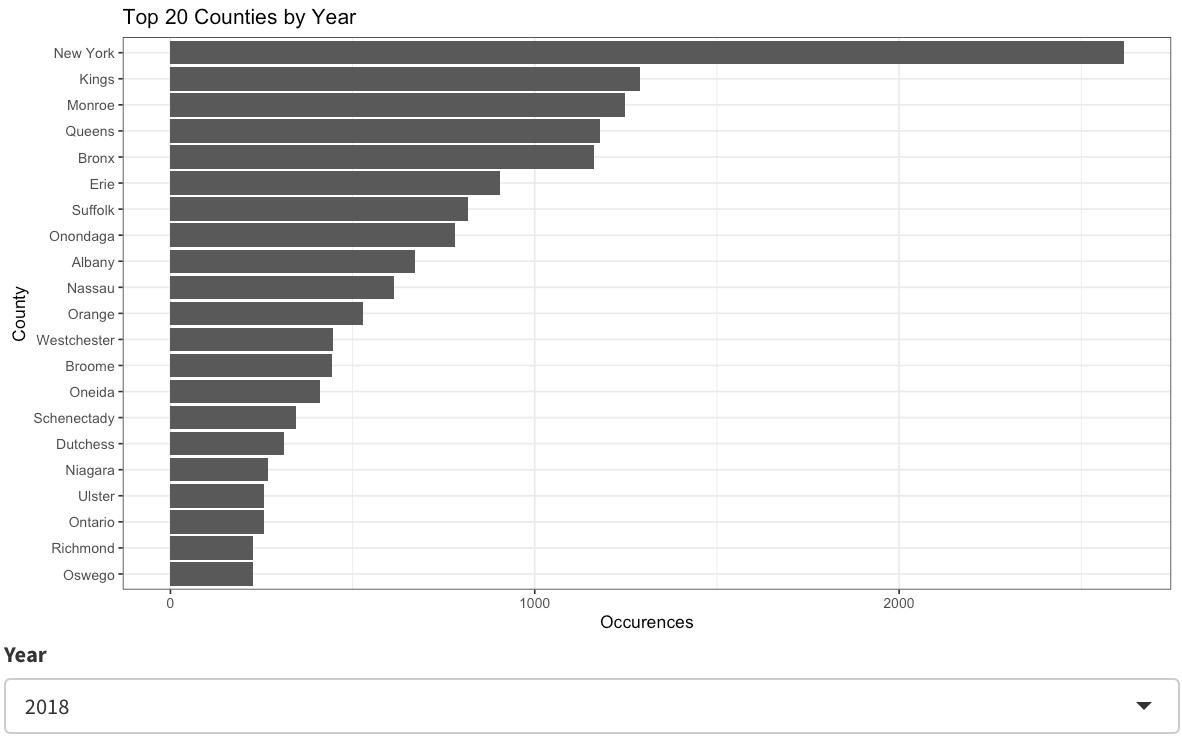 Top 20 Counties by Year
New York
Kings
Monroe
Queens
Bronx
Erie
Suffolk
Onondaga
Albany
Nassau
Orange
Westchester
Broome
Oneida
Schenectady
Dutchess
Niagara
Ulster
Ontario
Richmond
Oswego
County
0 1000 2000
Occurences
Year
2018